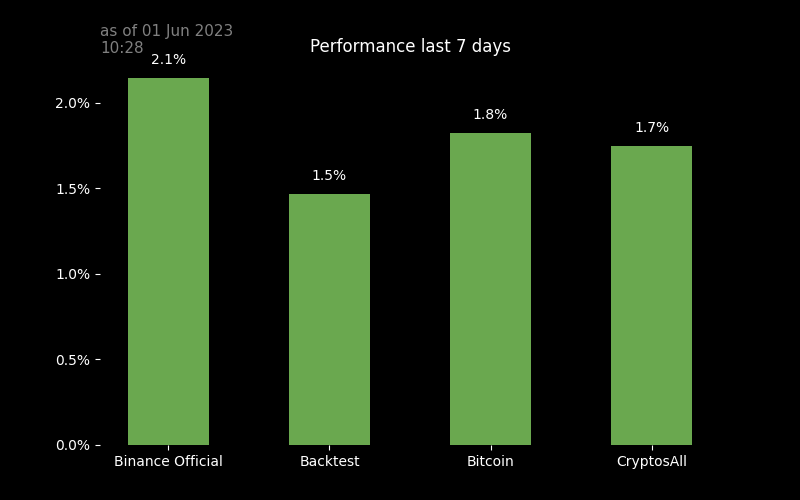 as of 01 Jun 2023
10:28
Performance last 7 days
2.1%
1.5%
1.8%
1.7%
2.0%
1.5%
1.0%
0.5%
0.0%
Binance Official
Backtest
Bitcoin
CryptosAll